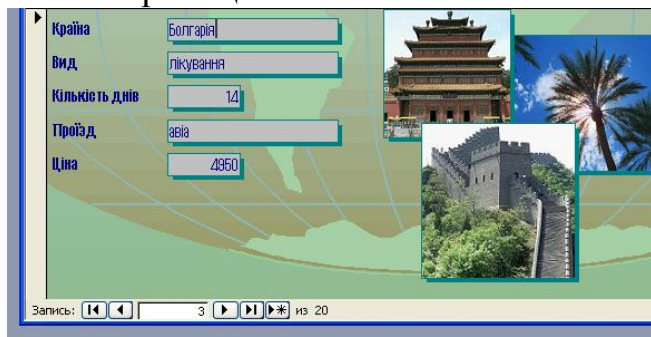 Країна Болгарія
Вид лікування
Кількість днів 14
Проїзд авіа
Ціна 4950
Запись: 3 из 20